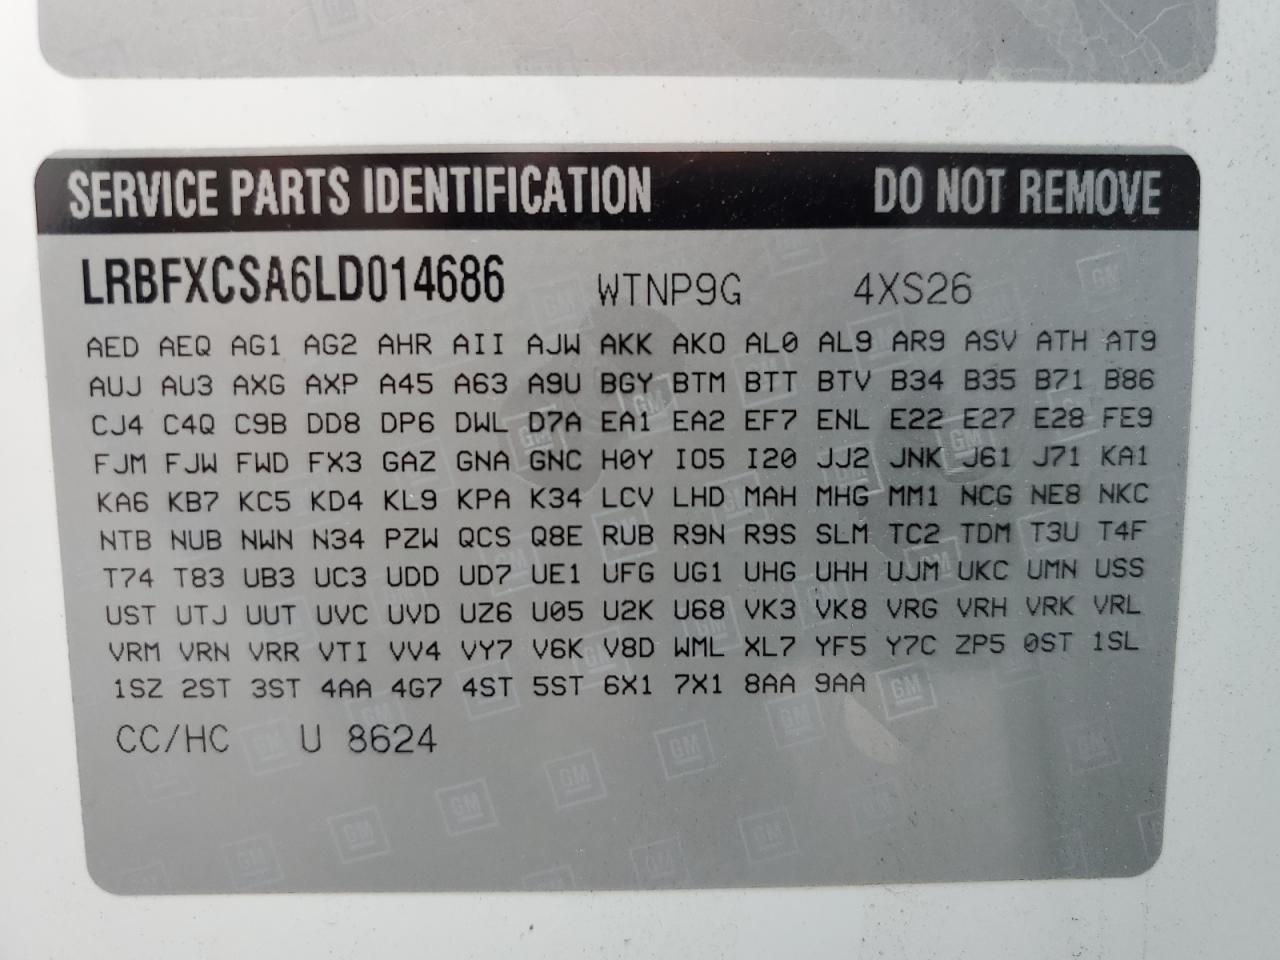 SERVICE PARTS IDENTIFICATION DO NOT REMOVE
LRBFXCSA6LD014686 WTNP9G 4XS26
AED AEQ AG1 AG2 AHR AII AJW AKK AKO AL0 AL9 AR9 ASV ATH AT9
AUJ AU3 AXG AXP A45 A63 A9U BGY BTM BTT BTV B34 B35 B71 B86
CJ4 C4Q C9B DD8 DP6 DWL D7A EA1 EA2 EF7 ENL E22 E27 E28 FE9
FJM FJW FWD FX3 GAZ GNA GNC H0Y IO5 I20 JJ2 JNK J61 J71 KA1
KA6 KB7 KC5 KD4 KL9 KPA K34 LCV LHD MAH MHG MM1 NCG NE8 NKC
NTB NUB NWN N34 PZW QCS Q8E RUB R9N R9S SLM TC2 TDM T3U T4F
T74 T83 UB3 UC3 UDD UD7 UE1 UFG UG1 UHG UHH UJM UKC UMN USS
UST UTJ UUT UVC UVD UZ6 U05 U2K U68 VK3 VK8 VRG VRH VRK VRL
VRM VRN VRR VTI VV4 VY7 V6K V8D WML XL7 YF5 Y7C ZP5 0ST 1SL
1SZ 2ST 3ST 4AA 4G7 4ST 5ST 6X1 7X1 8AA 9AA
CC/HC U 8624